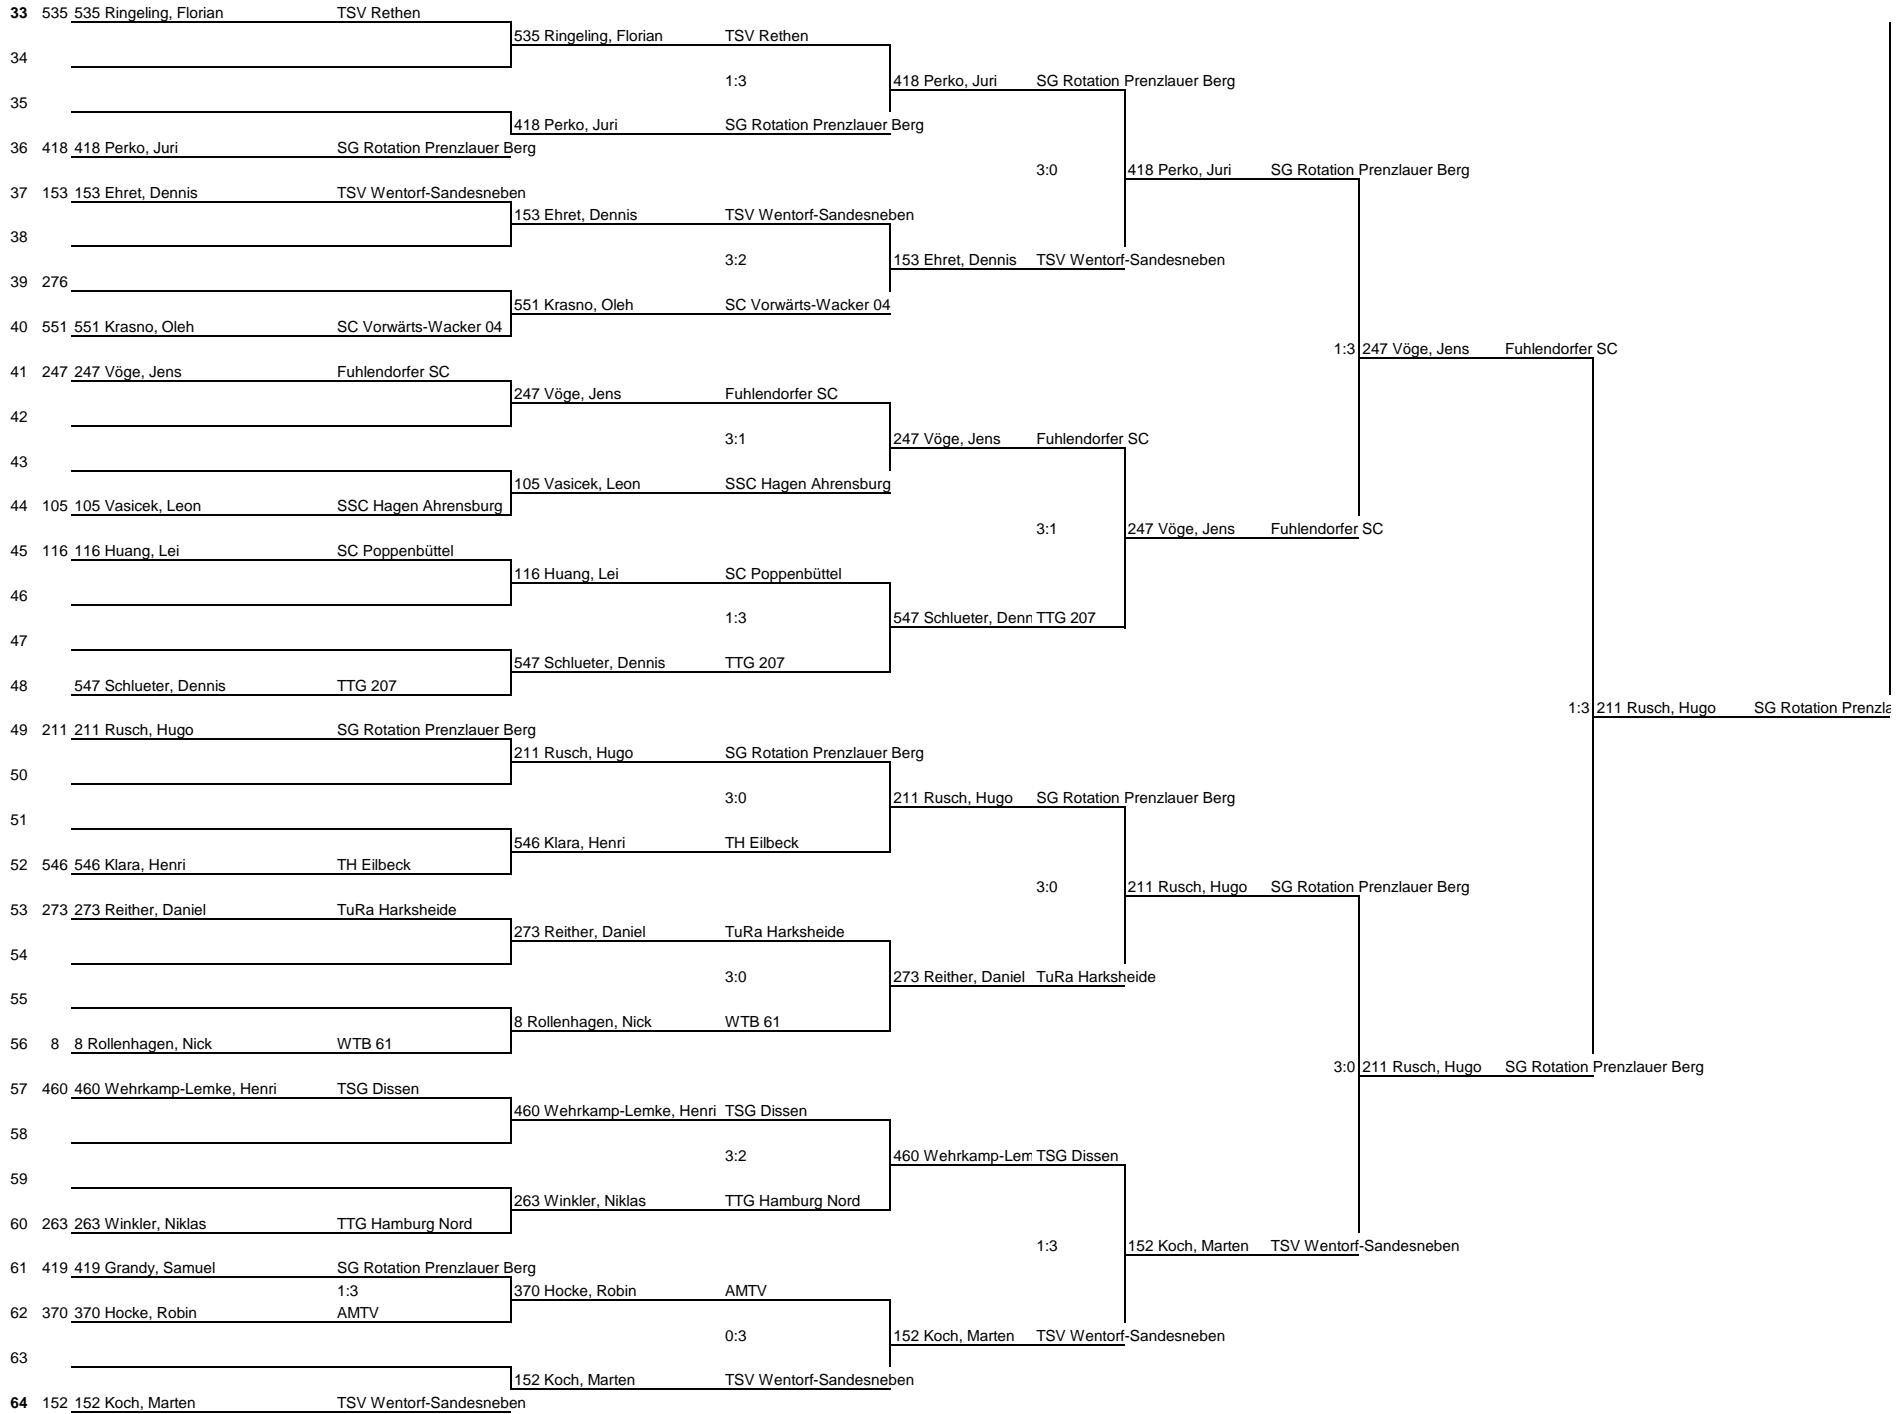 33 535 535 Ringeling, Florian TSV Rethen
535 Ringeling, Florian TSV Rethen
34
1:3 418 Perko, Juri SG Rotation Prenzlauer Berg
35
418 Perko, Juri SG Rotation Prenzlauer Berg
36 418 418 Perko, Juri SG Rotation Prenzlauer Berg
3:0 418 Perko, Juri SG Rotation Prenzlauer Berg
37 153 153 Ehret, Dennis TSV Wentorf-Sandesneben
153 Ehret, Dennis TSV Wentorf-Sandesneben
38
3:2 153 Ehret, Dennis TSV Wentorf-Sandesneben
39 276
551 Krasno, Oleh SC Vorwärts-Wacker 04
40 551 551 Krasno, Oleh SC Vorwärts-Wacker 04
1:3 247 Vöge, Jens Fuhlendorfer SC
41 247 247 Vöge, Jens Fuhlendorfer SC
247 Vöge, Jens Fuhlendorfer SC
42
3:1 247 Vöge, Jens Fuhlendorfer SC
43
105 Vasicek, Leon SSC Hagen Ahrensburg
44 105 105 Vasicek, Leon SSC Hagen Ahrensburg
3:1 247 Vöge, Jens Fuhlendorfer SC
45 116 116 Huang, Lei SC Poppenbüttel
116 Huang, Lei SC Poppenbüttel
46
1:3 547 Schlueter, Denn TTG 207
47
547 Schlueter, Dennis TTG 207
48 547 Schlueter, Dennis TTG 207
1:3 211 Rusch, Hugo SG Rotation Prenzla
49 211 211 Rusch, Hugo SG Rotation Prenzlauer Berg
211 Rusch, Hugo SG Rotation Prenzlauer Berg
50
3:0 211 Rusch, Hugo SG Rotation Prenzlauer Berg
51
546 Klara, Henri TH Eilbeck
52 546 546 Klara, Henri TH Eilbeck
3:0 211 Rusch, Hugo SG Rotation Prenzlauer Berg
53 273 273 Reither, Daniel TuRa Harksheide
273 Reither, Daniel TuRa Harksheide
54
3:0 273 Reither, Daniel TuRa Harksheide
55
8 Rollenhagen, Nick WTB 61
56 8 8 Rollenhagen, Nick WTB 61
3:0 211 Rusch, Hugo SG Rotation Prenzlauer Berg
57 460 460 Wehrkamp-Lemke, Henri TSG Dissen
460 Wehrkamp-Lemke, Henri TSG Dissen
58
3:2 460 Wehrkamp-Lem TSG Dissen
59
263 Winkler, Niklas TTG Hamburg Nord
60 263 263 Winkler, Niklas TTG Hamburg Nord
1:3 152 Koch, Marten TSV Wentorf-Sandesneben
61 419 419 Grandy, Samuel SG Rotation Prenzlauer Berg
1:3 370 Hocke, Robin AMTV
62 370 370 Hocke, Robin AMTV
0:3 152 Koch, Marten TSV Wentorf-Sandesneben
63
152 Koch, Marten TSV Wentorf-Sandesneben
64 152 152 Koch, Marten TSV Wentorf-Sandesneben